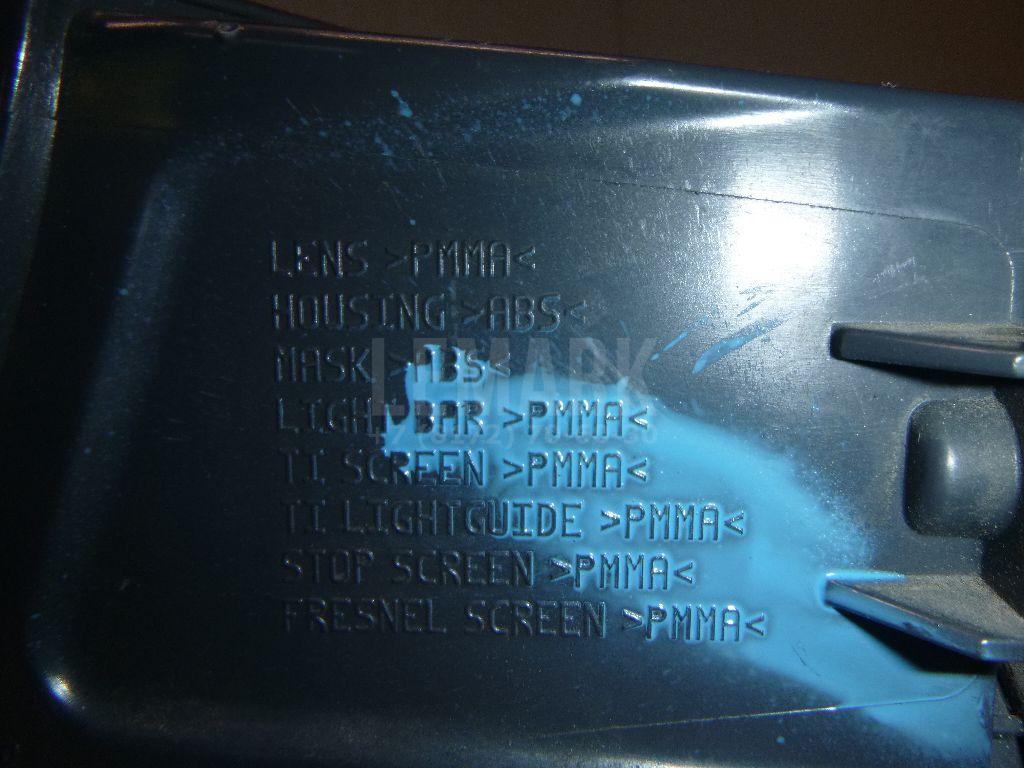 LENS >PMMA<
HOUSING >ABS<
MASK >ABS<
LIGHT BAR >PMMA<
TI SCREEN >PMMA<
TI LIGHTGUIDE >PMMA<
STOP SCREEN >PMMA<
FRESNEL SCREEN >PMMA<
LEMARK